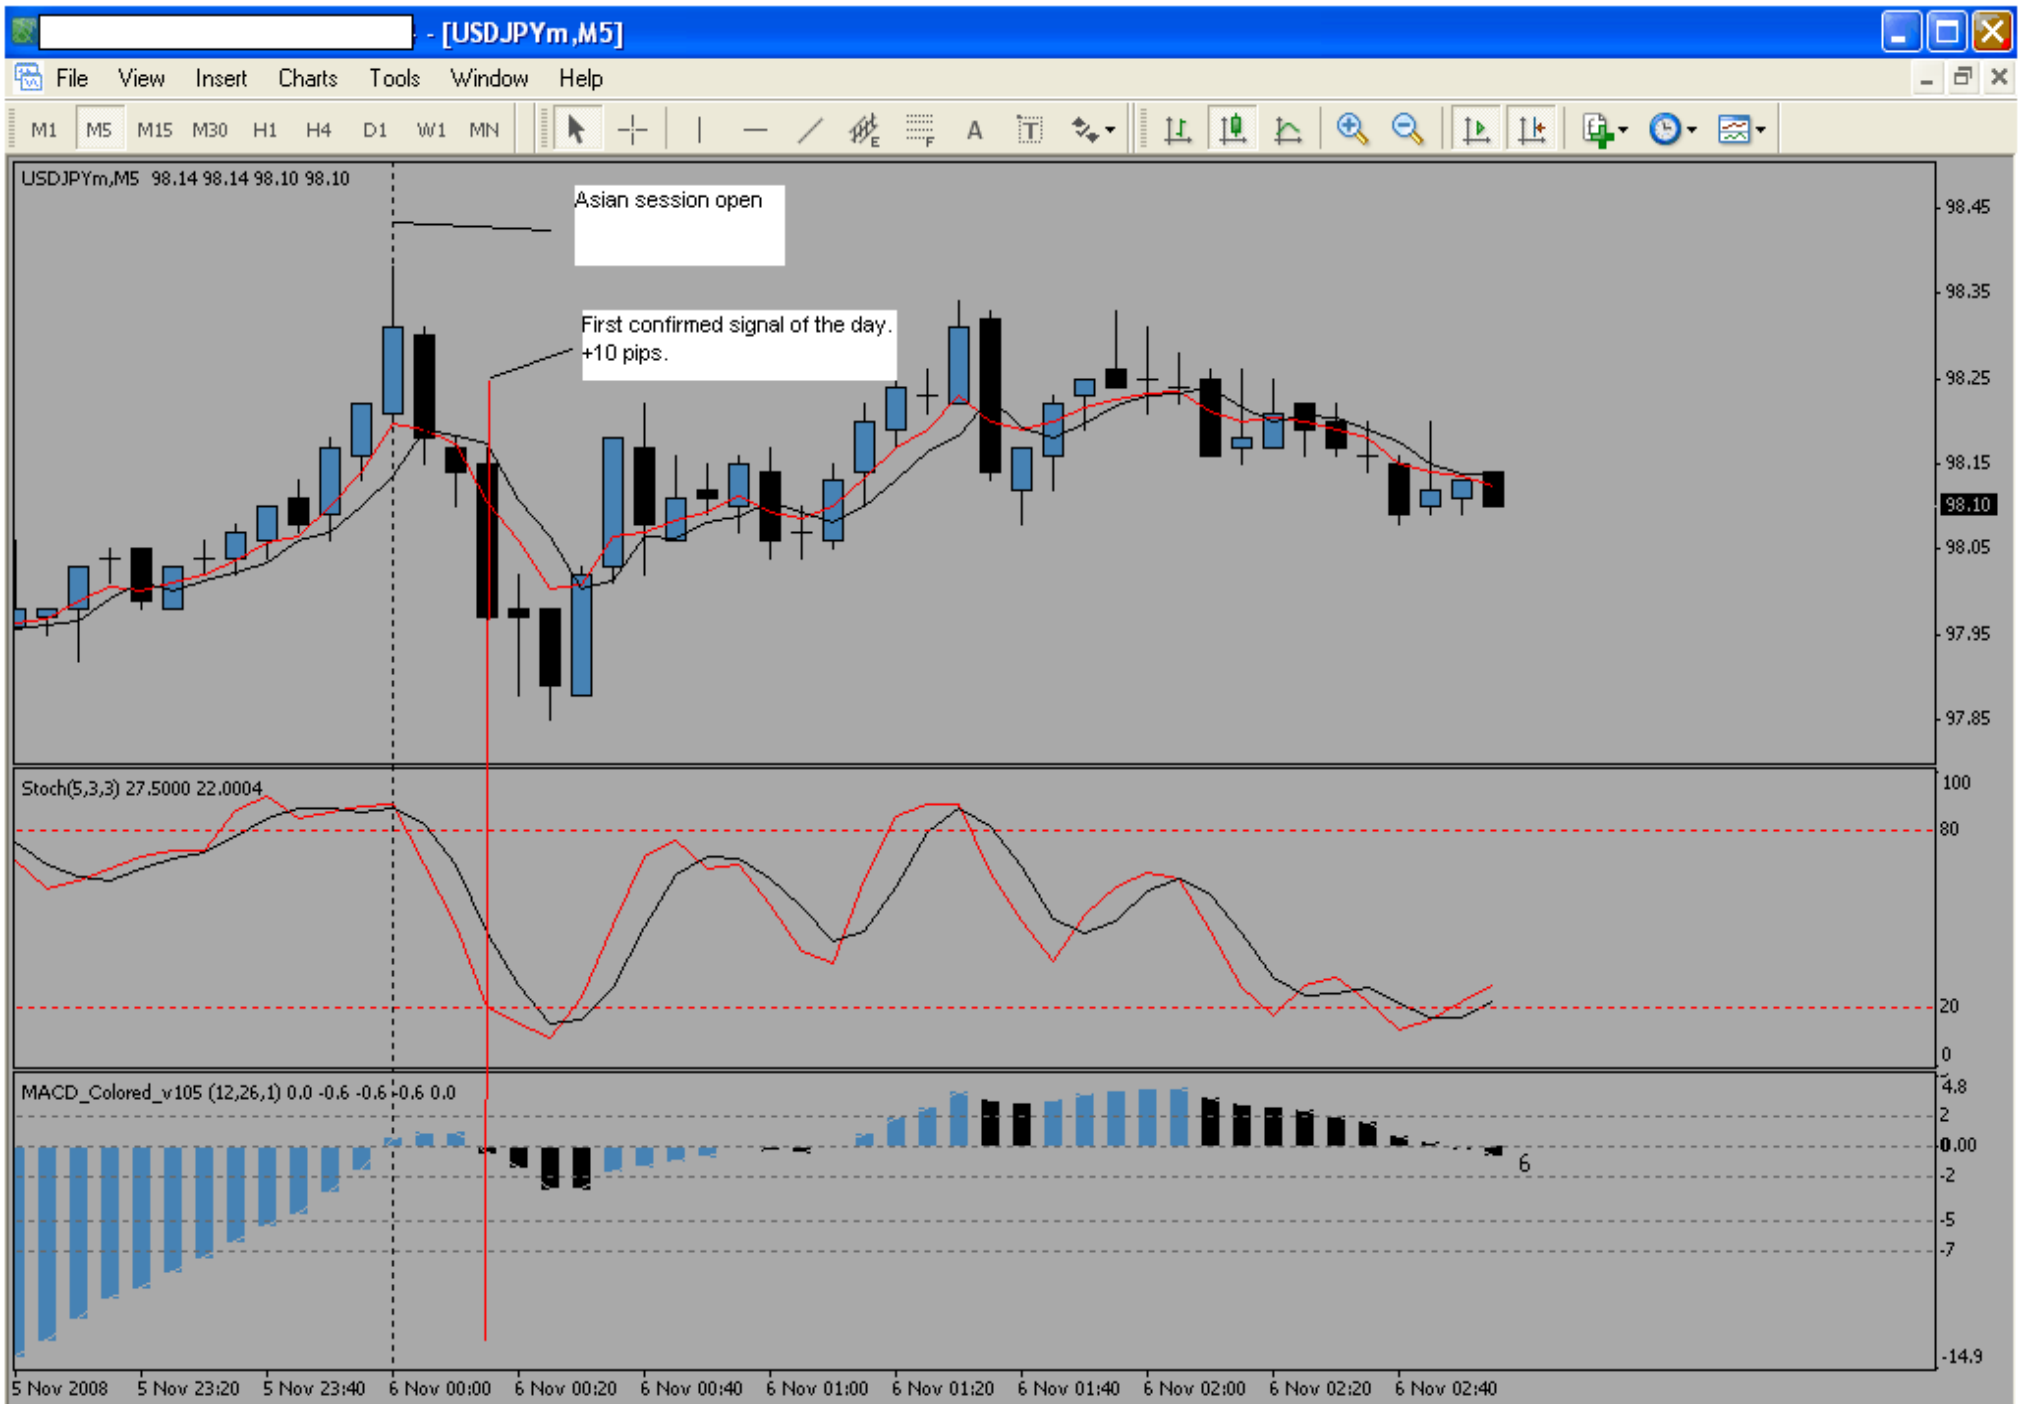 - [USDJPYm,M5]
File View Insert Charts Tools Window Help
M1 M5 M15 M30 H1 H4 D1 W1 MN E F A T
USDJPYm,M5 98.14 98.14 98.10 98.10
Asian session open
First confirmed signal of the day.
+10 pips.
98.45
98.35
98.25
98.15
98.10
98.05
97.95
97.85
Stoch(5,3,3) 27.5000 22.0004
100
80
20
0
MACD_Colored_v105 (12,26,1) 0.0 -0.6 -0.6 -0.6 0.0
4.8
2
0.00
6
-2
-5
-7
-14.9
5 Nov 2008 5 Nov 23:20 5 Nov 23:40 6 Nov 00:00 6 Nov 00:20 6 Nov 00:40 6 Nov 01:00 6 Nov 01:20 6 Nov 01:40 6 Nov 02:00 6 Nov 02:20 6 Nov 02:40